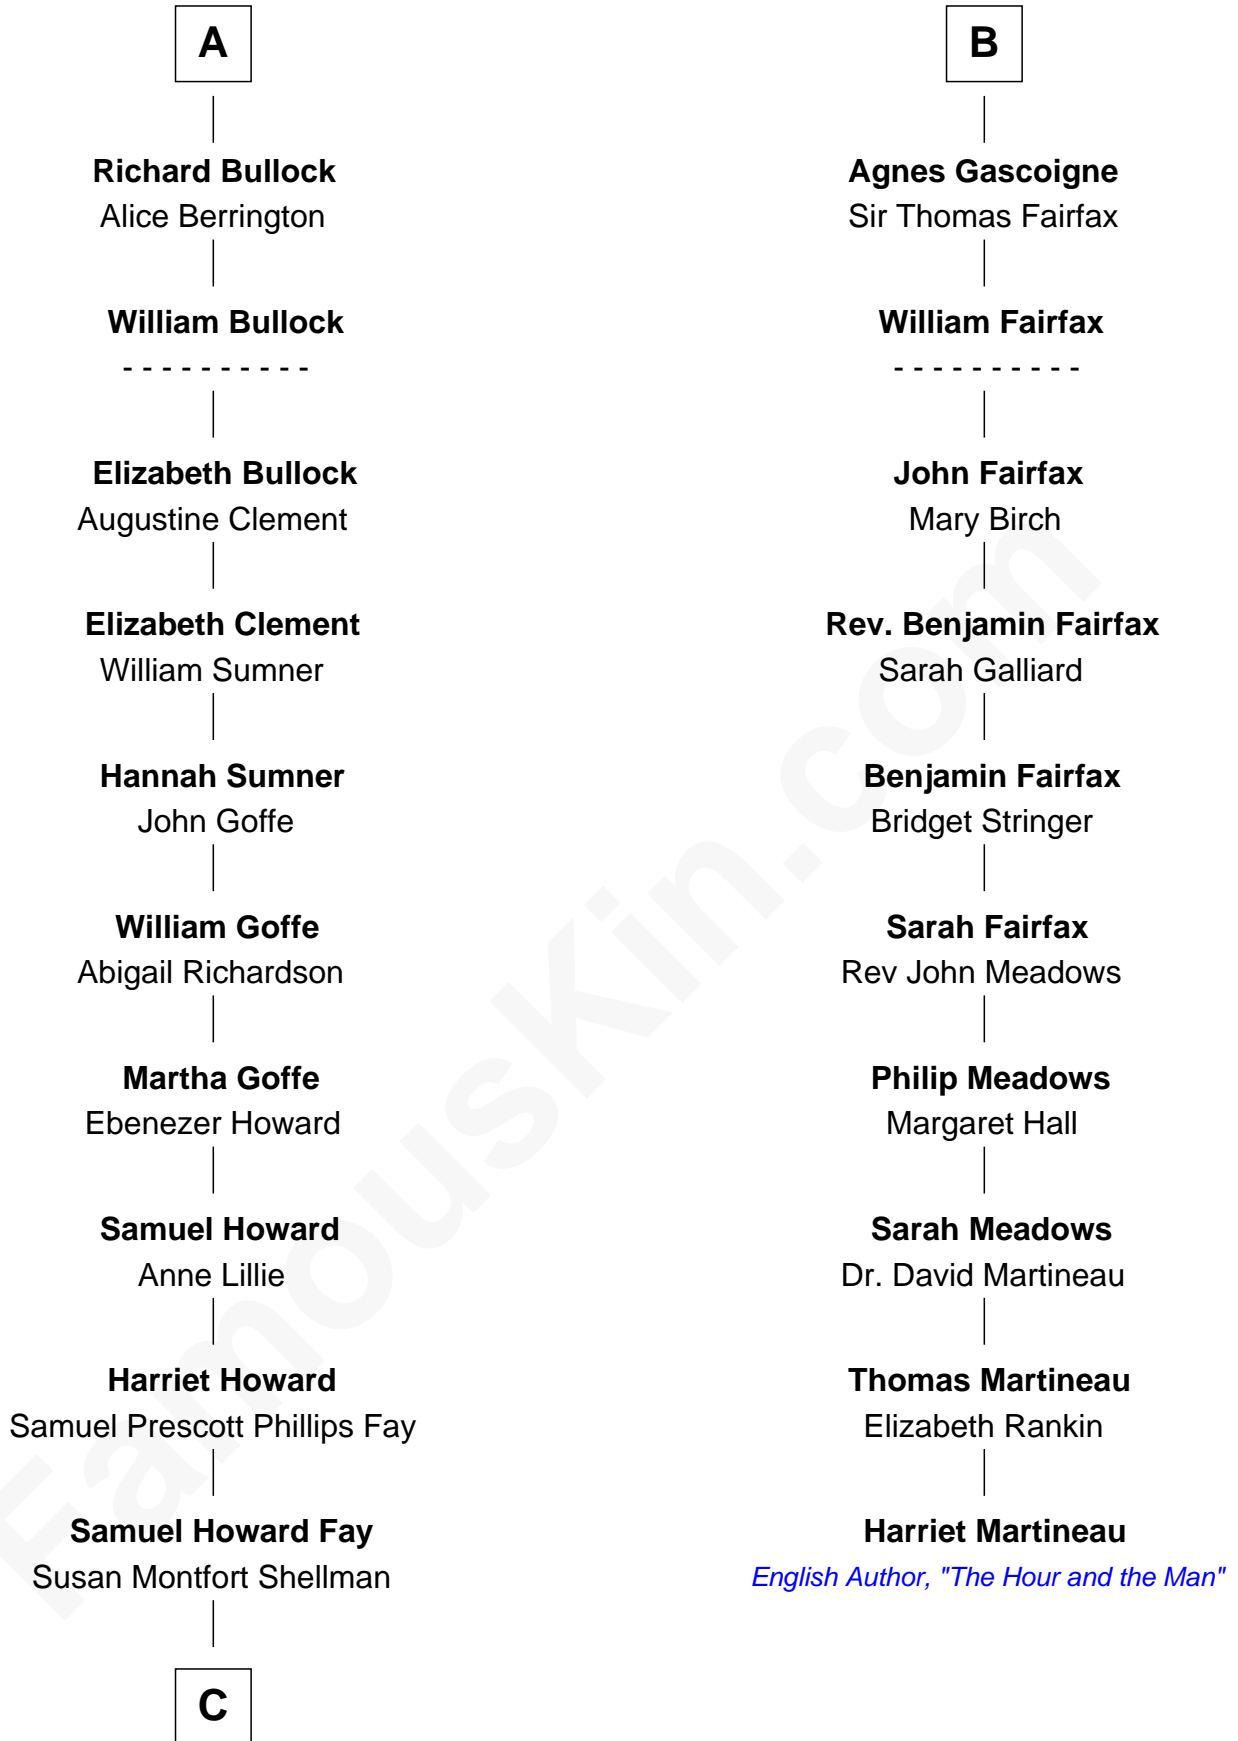 A
Richard Bullock
Alice Berrington
William Bullock
- - - - - - - - - -
Elizabeth Bullock
Augustine Clement
Elizabeth Clement
William Sumner
Hannah Sumner
John Goffe
William Goffe
Abigail Richardson
Martha Goffe
Ebenezer Howard
Samuel Howard
Anne Lillie
Harriet Howard
Samuel Prescott Phillips Fay
Samuel Howard Fay
Susan Montfort Shellman
C
B
Agnes Gascoigne
Sir Thomas Fairfax
William Fairfax
- - - - - - - - - -
John Fairfax
Mary Birch
Rev. Benjamin Fairfax
Sarah Galliard
Benjamin Fairfax
Bridget Stringer
Sarah Fairfax
Rev John Meadows
Philip Meadows
Margaret Hall
Sarah Meadows
Dr. David Martineau
Thomas Martineau
Elizabeth Rankin
Harriet Martineau
English Author, "The Hour and the Man"
FamousKin.com